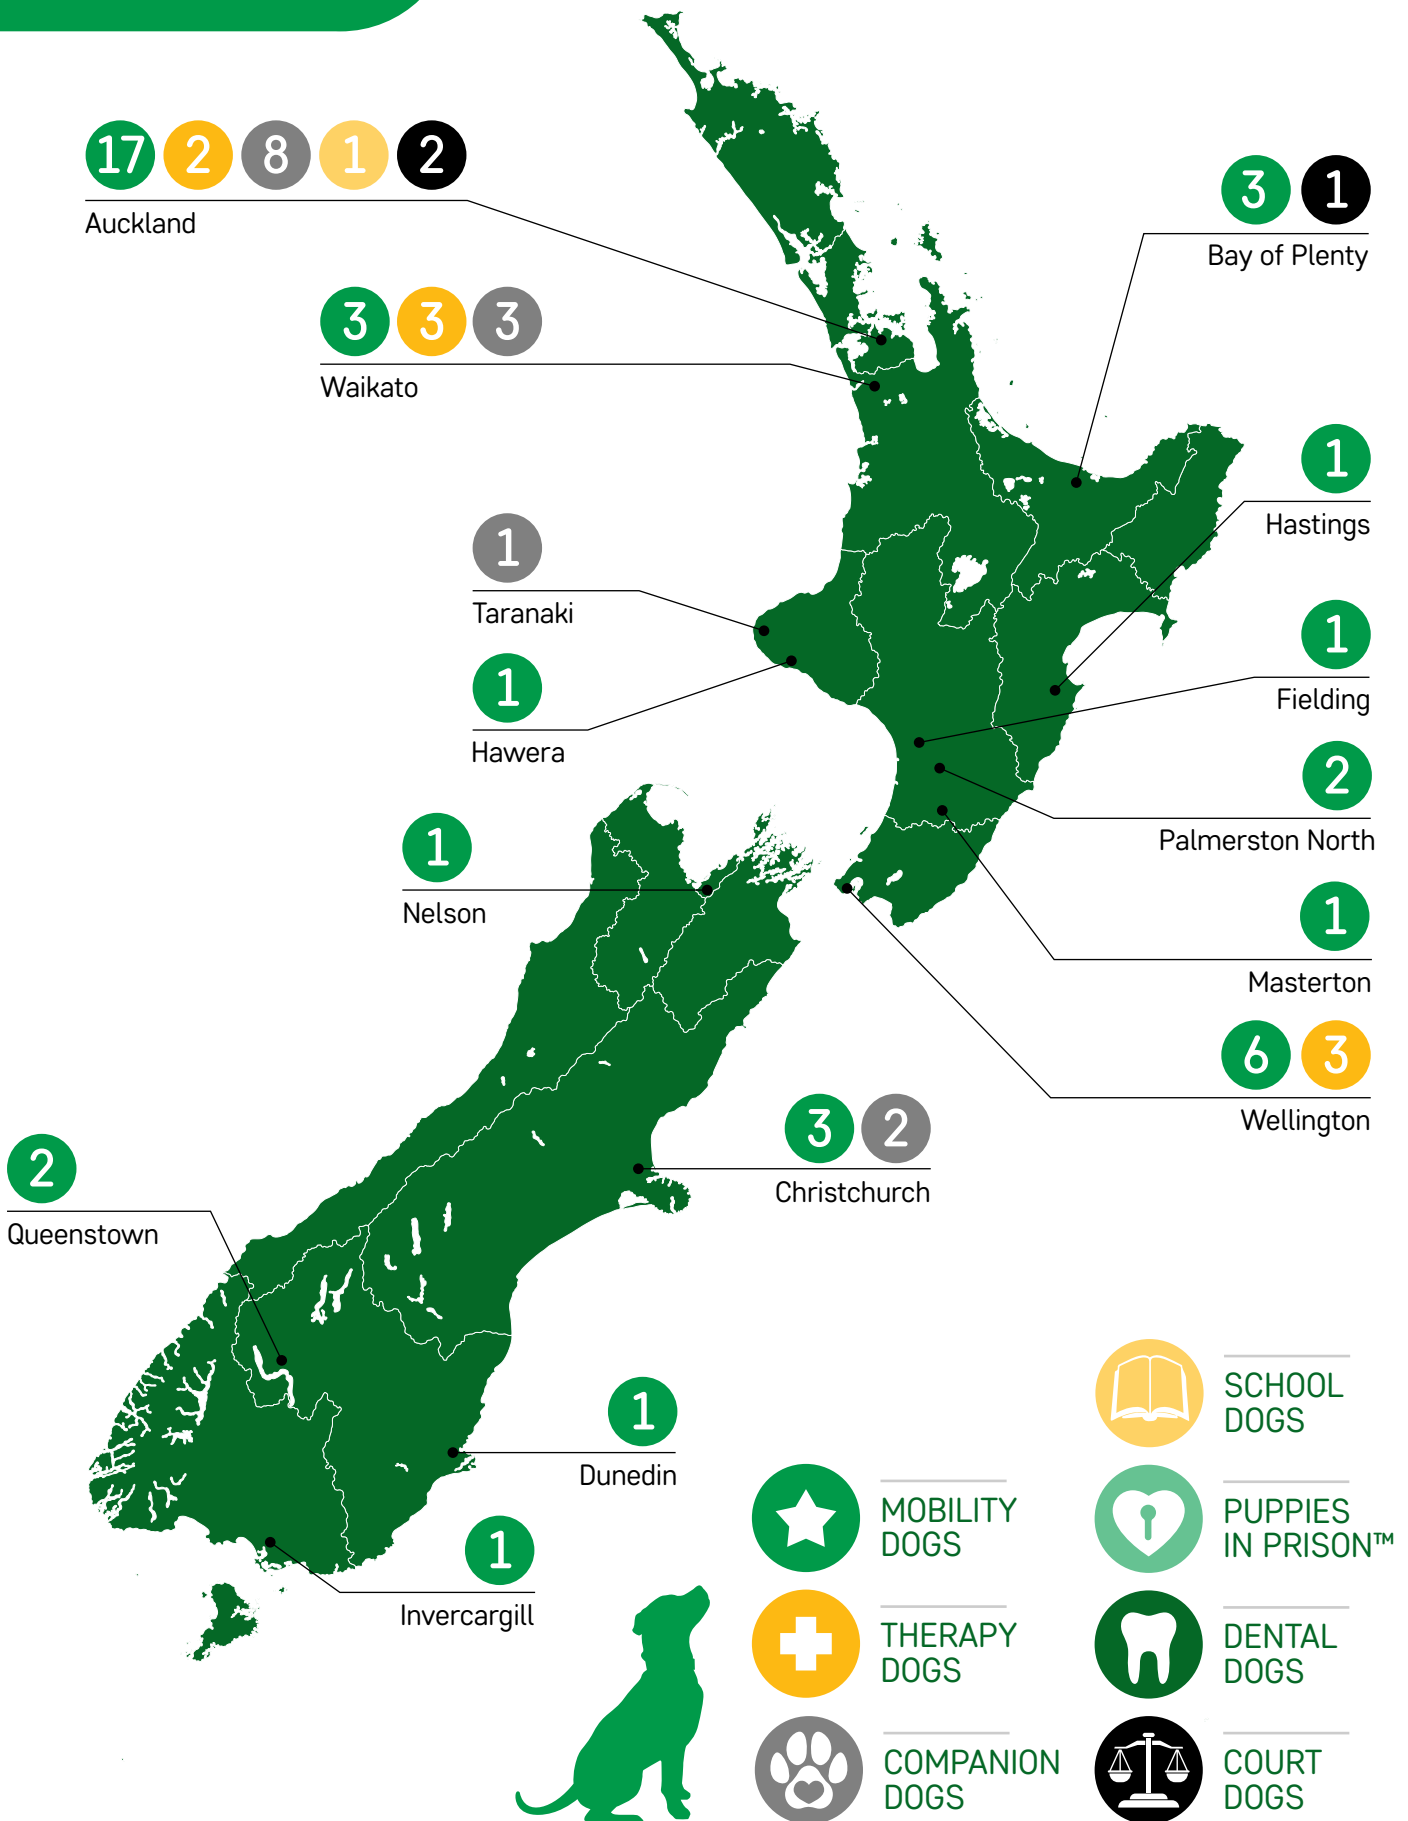 17 2 8 1 2
Auckland
3 1
Bay of Plenty
3 3 3
Waikato
1
Hastings
1
Taranaki
1
Fielding
1
Hawera
2
Palmerston North
1
Nelson
1
Masterton
6 3
Wellington
3 2
Christchurch
2
Queenstown
1
Dunedin
1
Invercargill
MOBILITY
DOGS
THERAPY
DOGS
COMPANION
DOGS
SCHOOL
DOGS
PUPPIES
IN PRISON™
DENTAL
DOGS
COURT
DOGS